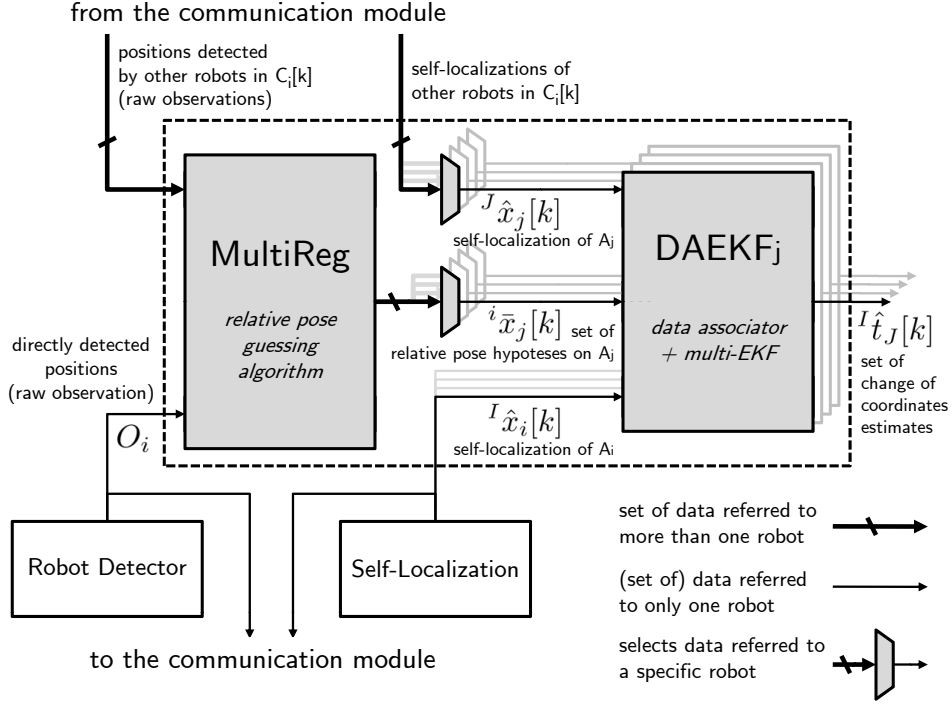 from the communication module
positions detected
by other robots in C_i[k]
(raw observations)
self-localizations of
other robots in C_i[k]
MultiReg
relative pose
guessing
algorithm
^J x̂_j[k]
self-localization of A_j
^i x̄_j[k] set of
relative pose hypoteses on A_j
^I x̂_i[k]
self-localization of A_i
DAEKF_j
data associator
+ multi-EKF
^I t̂_J[k]
set of
change of
coordinates
estimates
directly detected
positions
(raw observation)
O_i
Robot Detector
Self-Localization
to the communication module
set of data referred to
more than one robot
(set of) data referred
to only one robot
selects data referred to
a specific robot